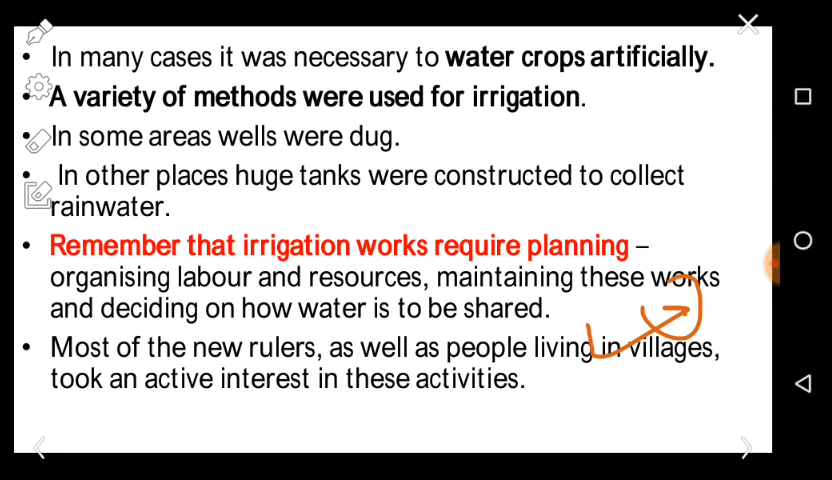 • In many cases it was necessary to water crops artificially.
• A variety of methods were used for irrigation.
• In some areas wells were dug.
• In other places huge tanks were constructed to collect
rainwater.
• Remember that irrigation works require planning –
organising labour and resources, maintaining these works
and deciding on how water is to be shared.
• Most of the new rulers, as well as people living in villages,
took an active interest in these activities.